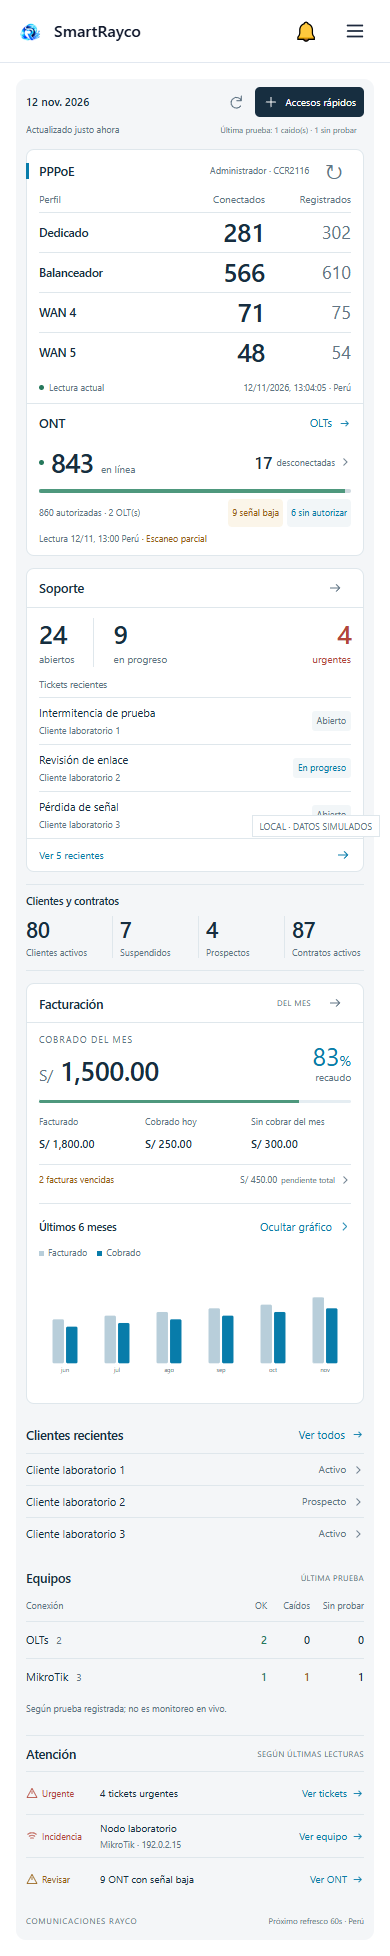 SmartRayco
12 nov. 2026
Accesos rápidos
Actualizado justo ahora
Última prueba: 1 caído(s) · 1 sin probar
PPPoE
Administrador · CCR2116
Perfil Conectados Registrados
Dedicado 281 302
Balanceador 566 610
WAN 4 71 75
WAN 5 48 54
Lectura actual 12/11/2026, 13:04:05 · Perú
ONT OLTs →
843 en línea 17 desconectadas
860 autorizadas · 2 OLT(s) 9 señal baja 6 sin autorizar
Lectura 12/11, 13:00 Perú · Escaneo parcial
Soporte →
24 9 4
abiertos en progreso urgentes
Tickets recientes
Intermitencia de prueba
Cliente laboratorio 1
Abierto
Revisión de enlace
Cliente laboratorio 2
En progreso
Pérdida de señal
Cliente laboratorio 3
Abierto
LOCAL · DATOS SIMULADOS
Ver 5 recientes →
Clientes y contratos
80 7 4 87
Clientes activos Suspendidos Prospectos Contratos activos
Facturación DEL MES →
COBRADO DEL MES
S/ 1,500.00
83%
recaudo
Facturado Cobrado hoy Sin cobrar del mes
S/ 1,800.00 S/ 250.00 S/ 300.00
2 facturas vencidas S/ 450.00 pendiente total
Últimos 6 meses Ocultar gráfico
Facturado Cobrado
jun jul ago sep oct nov
Clientes recientes Ver todos →
Cliente laboratorio 1 Activo
Cliente laboratorio 2 Prospecto
Cliente laboratorio 3 Activo
Equipos ÚLTIMA PRUEBA
Conexión OK Caídos Sin probar
OLTs 2 2 0 0
MikroTik 3 1 1 1
Según prueba registrada; no es monitoreo en vivo.
Atención SEGÚN ÚLTIMAS LECTURAS
Urgente 4 tickets urgentes Ver tickets →
Incidencia Nodo laboratorio
MikroTik · 192.0.2.15
Ver equipo →
Revisar 9 ONT con señal baja Ver ONT →
COMUNICACIONES RAYCO Próximo refresco 60s · Perú